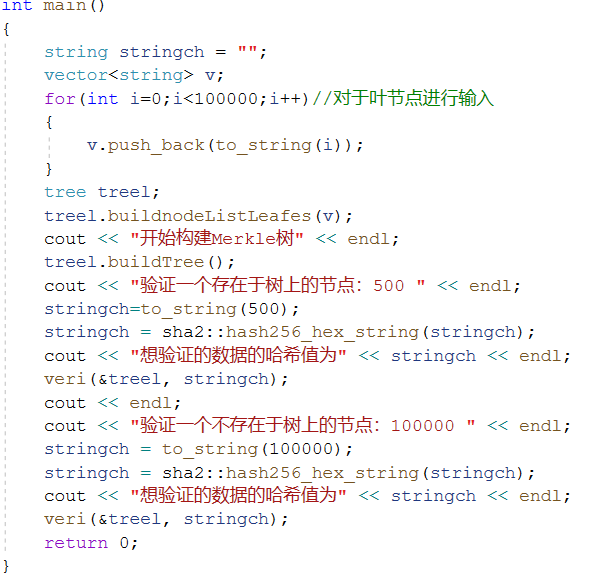 int main()
{
string stringch = "";
vector<string> v;
for(int i=0;i<100000;i++)//对于叶节点进行输入
{
v.push_back(to_string(i));
}
tree treel;
treel.buildnodeListLeafes(v);
cout << "开始构建Merkle树" << endl;
treel.buildTree();
cout << "验证一个存在于树上的节点：500 " << endl;
stringch=to_string(500);
stringch = sha2::hash256_hex_string(stringch);
cout << "想验证的数据的哈希值为" << stringch << endl;
veri(&treel, stringch);
cout << endl;
cout << "验证一个不存在于树上的节点：100000 " << endl;
stringch = to_string(100000);
stringch = sha2::hash256_hex_string(stringch);
cout << "想验证的数据的哈希值为" << stringch << endl;
veri(&treel, stringch);
return 0;
}